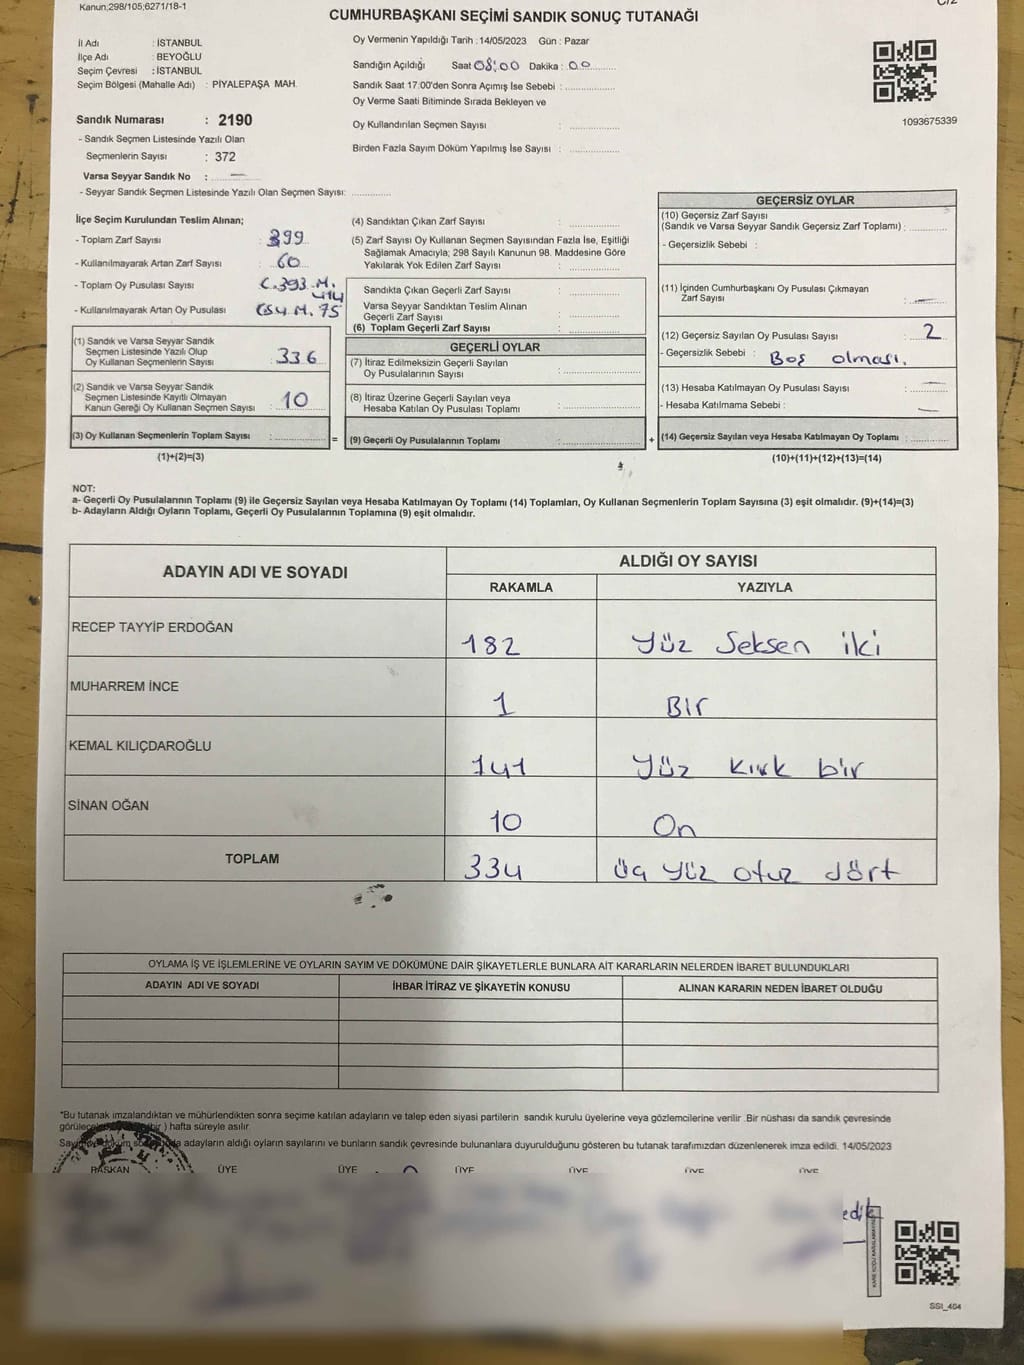 Kanun;298/105;6271/18-1
CUMHURBAŞKANI SEÇİMİ SANDIK SONUÇ TUTANAĞI
İl Adı : İSTANBUL
İlçe Adı : BEYOĞLU
Seçim Çevresi : İSTANBUL
Seçim Bölgesi (Mahalle Adı) : PİYALEPAŞA MAH.
Oy Vermenin Yapıldığı Tarih : 14/05/2023 Gün : Pazar
Sandığın Açıldığı Saat 08:00 Dakika : 00
Sandık Saat 17:00'den Sonra Açımış İse Sebebi :
Oy Verme Saati Bitiminde Sırada Bekleyen ve
Oy Kullandırılan Seçmen Sayısı :
Birden Fazla Sayım Döküm Yapılmış İse Sayısı :
1093675339
Sandık Numarası : 2190
- Sandık Seçmen Listesinde Yazılı Olan
Seçmenlerin Sayısı : 372
Varsa Seyyar Sandık No : —
- Seyyar Sandık Seçmen Listesinde Yazılı Olan Seçmen Sayısı:
İlçe Seçim Kurulundan Teslim Alınan;
- Toplam Zarf Sayısı : 399
- Kullanılmayarak Artan Zarf Sayısı : 60
- Toplam Oy Pusulası Sayısı : C.393 M. 414
- Kullanılmayarak Artan Oy Pusulası : C54 M. 75
(1) Sandık ve Varsa Seyyar Sandık
Seçmen Listesinde Yazılı Olup
Oy Kullanan Seçmenlerin Sayısı : 336
(2) Sandık ve Varsa Seyyar Sandık
Seçmen Listesinde Kayıtlı Olmayan
Kanun Gereği Oy Kullanan Seçmen Sayısı : 10
(3) Oy Kullanan Seçmenlerin Toplam Sayısı : =
(1)+(2)=(3)
(4) Sandıktan Çıkan Zarf Sayısı :
(5) Zarf Sayısı Oy Kullanan Seçmen Sayısından Fazla İse, Eşitliği
Sağlamak Amacıyla; 298 Sayılı Kanunun 98. Maddesine Göre
Yakılarak Yok Edilen Zarf Sayısı :
Sandıkta Çıkan Geçerli Zarf Sayısı :
Varsa Seyyar Sandıktan Teslim Alınan
Geçerli Zarf Sayısı :
(6) Toplam Geçerli Zarf Sayısı :
GEÇERLİ OYLAR
(7) İtiraz Edilmeksizin Geçerli Sayılan
Oy Pusulalarının Sayısı :
(8) İtiraz Üzerine Geçerli Sayılan veya
Hesaba Katılan Oy Pusulası Toplamı :
(9) Geçerli Oy Pusulalarının Toplamı : +
GEÇERSİZ OYLAR
(10) Geçersiz Zarf Sayısı
(Sandık ve Varsa Seyyar Sandık Geçersiz Zarf Toplamı) :
- Geçersizlik Sebebi :
(11) İçinden Cumhurbaşkanı Oy Pusulası Çıkmayan
Zarf Sayısı : —
(12) Geçersiz Sayılan Oy Pusulası Sayısı : 2
- Geçersizlik Sebebi : Boş olması.
(13) Hesaba Katılmayan Oy Pusulası Sayısı : —
- Hesaba Katılmama Sebebi : —
(14) Geçersiz Sayılan veya Hesaba Katılmayan Oy Toplamı :
(10)+(11)+(12)+(13)=(14)
NOT:
a- Geçerli Oy Pusulalarının Toplamı (9) ile Geçersiz Sayılan veya Hesaba Katılmayan Oy Toplamı (14) Toplamları, Oy Kullanan Seçmenlerin Toplam Sayısına (3) eşit olmalıdır. (9)+(14)=(3)
b- Adayların Aldığı Oyların Toplamı, Geçerli Oy Pusulalarının Toplamına (9) eşit olmalıdır.
ADAYIN ADI VE SOYADI
ALDIĞI OY SAYISI
RAKAMLA YAZIYLA
RECEP TAYYİP ERDOĞAN 182 Yüz Seksen iki
MUHARREM İNCE 1 Bir
KEMAL KILIÇDAROĞLU 141 Yüz kırk bir
SİNAN OĞAN 10 On
TOPLAM 334 üç yüz otuz dört
OYLAMA İŞ VE İŞLEMLERİNE VE OYLARIN SAYIM VE DÖKÜMÜNE DAİR ŞİKAYETLERLE BUNLARA AİT KARARLARIN NELERDEN İBARET BULUNDUKLARI
ADAYIN ADI VE SOYADI İHBAR İTİRAZ VE ŞİKAYETİN KONUSU ALINAN KARARIN NEDEN İBARET OLDUĞU
*Bu tutanak imzalandıktan ve mühürlendikten sonra seçime katılan adayların ve talep eden siyasi partilerin sandık kurulu üyelerine veya gözlemcilerine verilir .Bir nüshası da sandık çevresinde
bir ) hafta süreyle asılır.
adayların aldığı oyların sayılarını ve bunların sandık çevresinde bulunanlara duyurulduğunu gösteren bu tutanak tarafımızdan düzenlenerek imza edildi. 14/05/2023
BAŞKAN ÜYE ÜYE ÜYE ÜYE ÜYE ÜYE
SSI_464